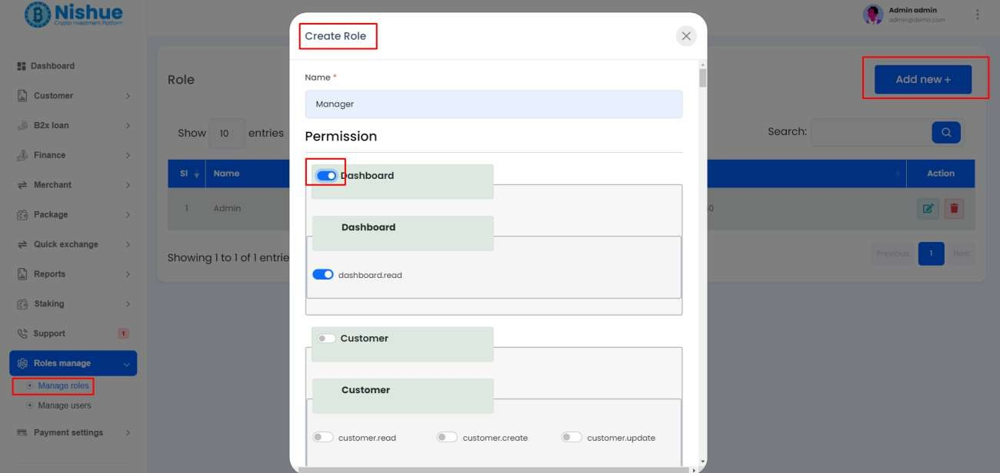 Nishue
Crypto Investment Platform
Admin admin
admin@demo.com
Dashboard
Customer
B2x loan
Finance
Merchant
Package
Quick exchange
Reports
Staking
Support
1
Roles manage
Manage roles
Manage users
Payment settings
Role
Add new +
Show 10 entries
Search:
Sl Name Action
1 Admin
Showing 1 to 1 of 1 entrie
Previous 1 Next
Create Role
Name *
Manager
Permission
Dashboard
Dashboard
dashboard.read
Customer
Customer
customer.read customer.create customer.update